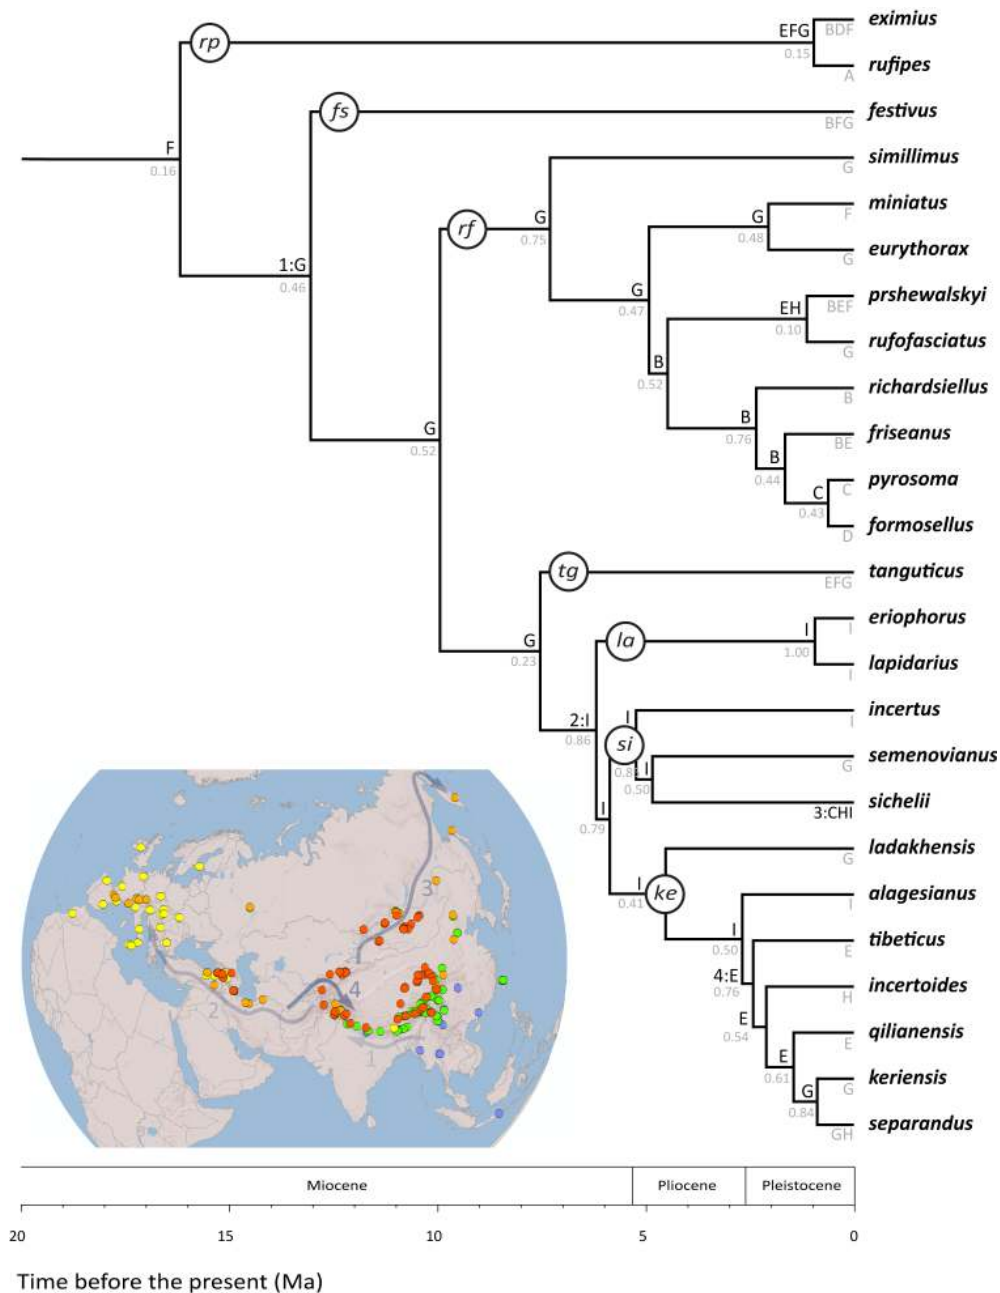 eximius
EFG
BDF
rp
0.15
rufipes
A
fs
festivus
BFG
F
0.16
simillimus
G
miniatus
G
F
rf
G
0.75
0.48
eurythorax
G
1:G
0.46
G
0.47
prshewalskyi
EH
BEF
0.10
rufofasciatus
G
B
0.52
richardsiellus
B
B
0.76
friseanus
BE
G
0.52
B
0.44
pyrosoma
C
C
0.43
formosellus
D
tg
tanguticus
EFG
eriophorus
I
I
la
G
0.23
1.00
lapidarius
I
incertus
I
I
2:I
0.86
si
semenovianus
G
0.8
I
0.50
sichelii
3:CHI
I
0.79
ladakhensis
G
I
0.41
ke
alagesianus
I
I
0.50
tibeticus
E
4:E
0.76
incertoides
H
E
0.54
qilianensis
E
E
0.61
keriensis
G
G
0.84
separandus
GH
3
4
2
1
Miocene
Pliocene
Pleistocene
20
15
10
5
0
Time before the present (Ma)